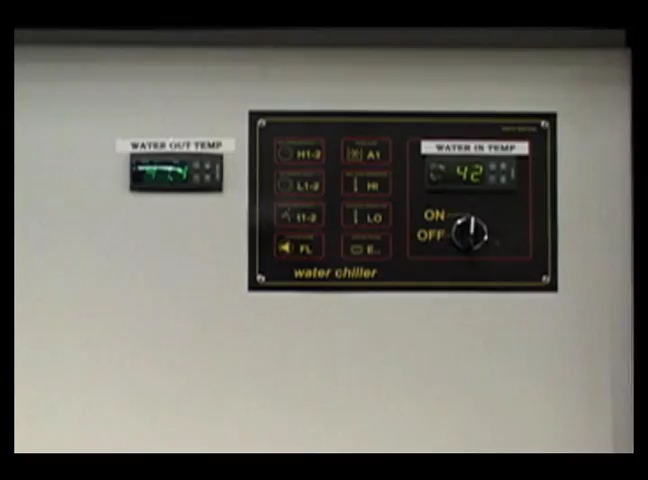 WATER OUT TEMP
H1-2
A1
WATER IN TEMP
L1-2
HI
42
t1-2
LO
ON
OFF
FL
E..
water chiller